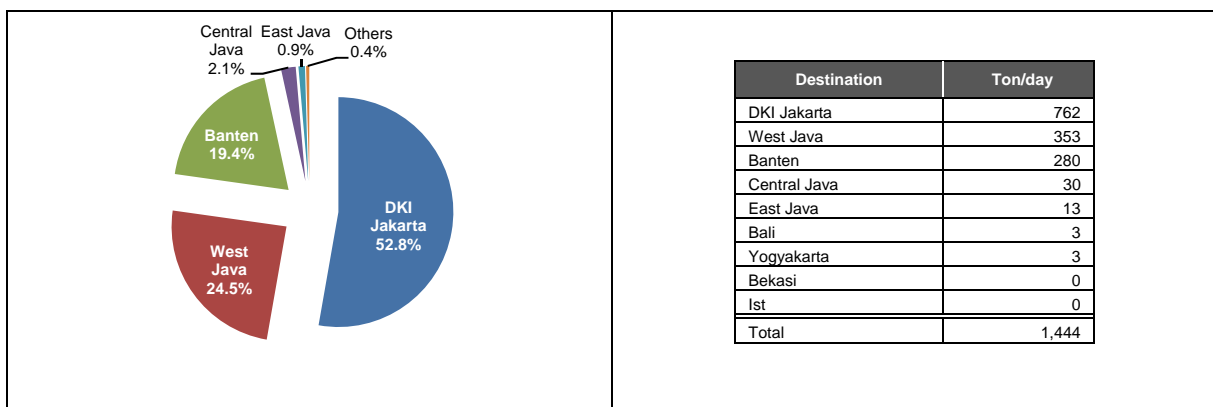 Central
Java
2.1%
East Java
0.9%
Others
0.4%
Banten
19.4%
DKI
Jakarta
52.8%
West
Java
24.5%
Destination Ton/day
DKI Jakarta 762
West Java 353
Banten 280
Central Java 30
East Java 13
Bali 3
Yogyakarta 3
Bekasi 0
Ist 0
Total 1,444